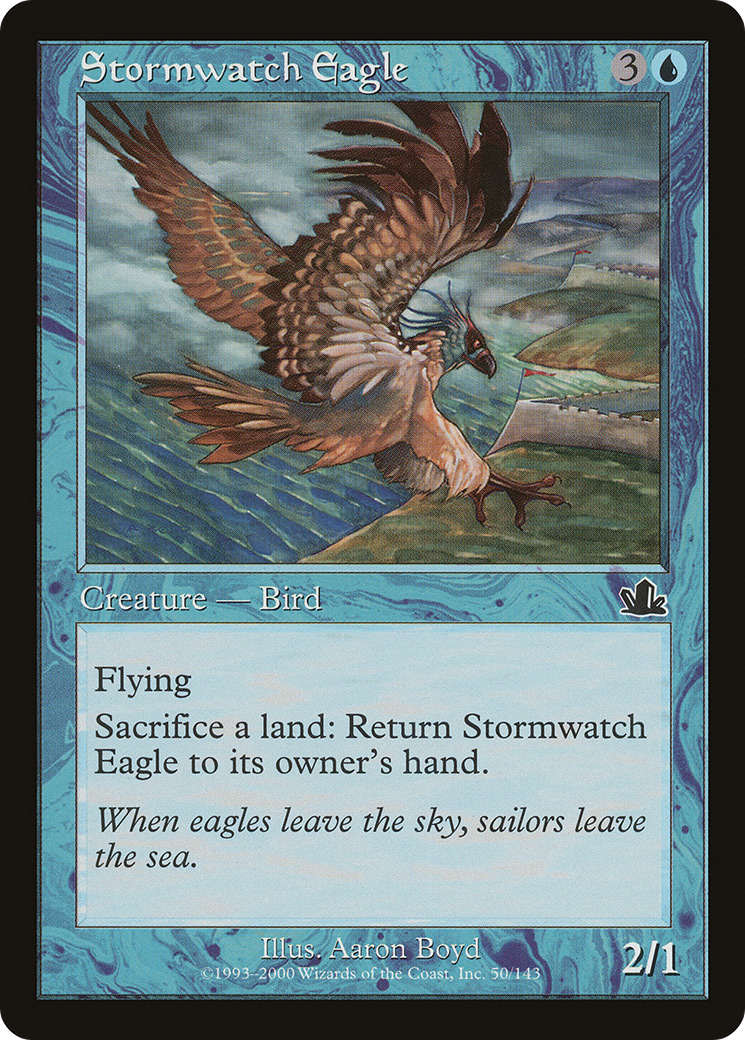 Stormwatch Eagle 3
Creature — Bird
Flying
Sacrifice a land: Return Stormwatch
Eagle to its owner's hand.
When eagles leave the sky, sailors leave
the sea.
Illus. Aaron Boyd
©1993–2000 Wizards of the Coast, Inc. 50/143
2/1